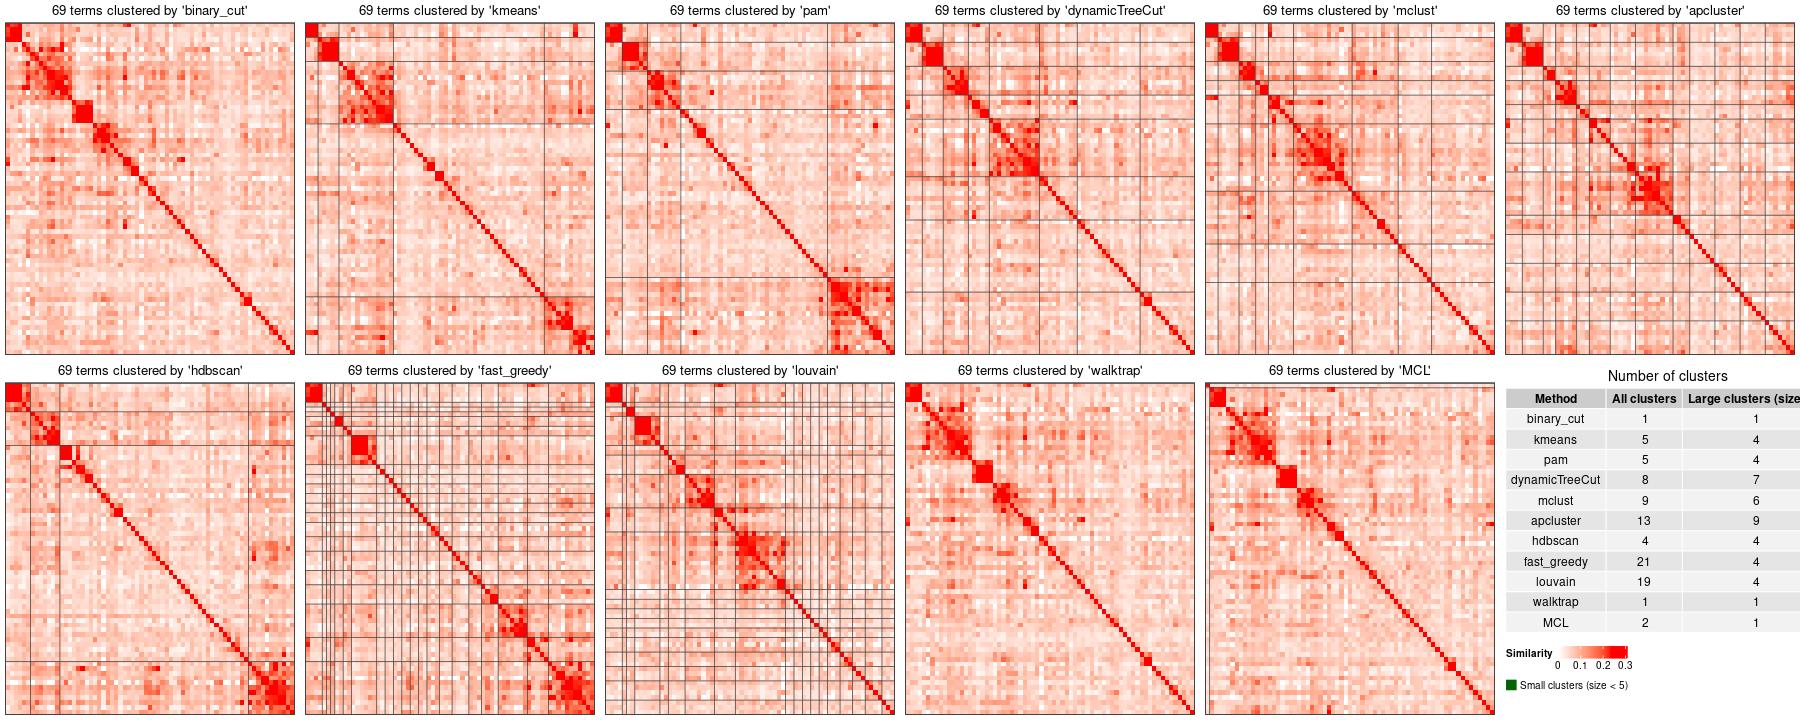 69 terms clustered by 'binary_cut'
69 terms clustered by 'kmeans'
69 terms clustered by 'pam'
69 terms clustered by 'dynamicTreeCut'
69 terms clustered by 'mclust'
69 terms clustered by 'apcluster'
69 terms clustered by 'hdbscan'
69 terms clustered by 'fast_greedy'
69 terms clustered by 'louvain'
69 terms clustered by 'walktrap'
69 terms clustered by 'MCL'
Number of clusters
Method All clusters Large clusters (size
binary_cut 1 1
kmeans 5 4
pam 5 4
dynamicTreeCut 8 7
mclust 9 6
apcluster 13 9
hdbscan 4 4
fast_greedy 21 4
louvain 19 4
walktrap 1 1
MCL 2 1
Similarity
0 0.1 0.2 0.3
Small clusters (size < 5)